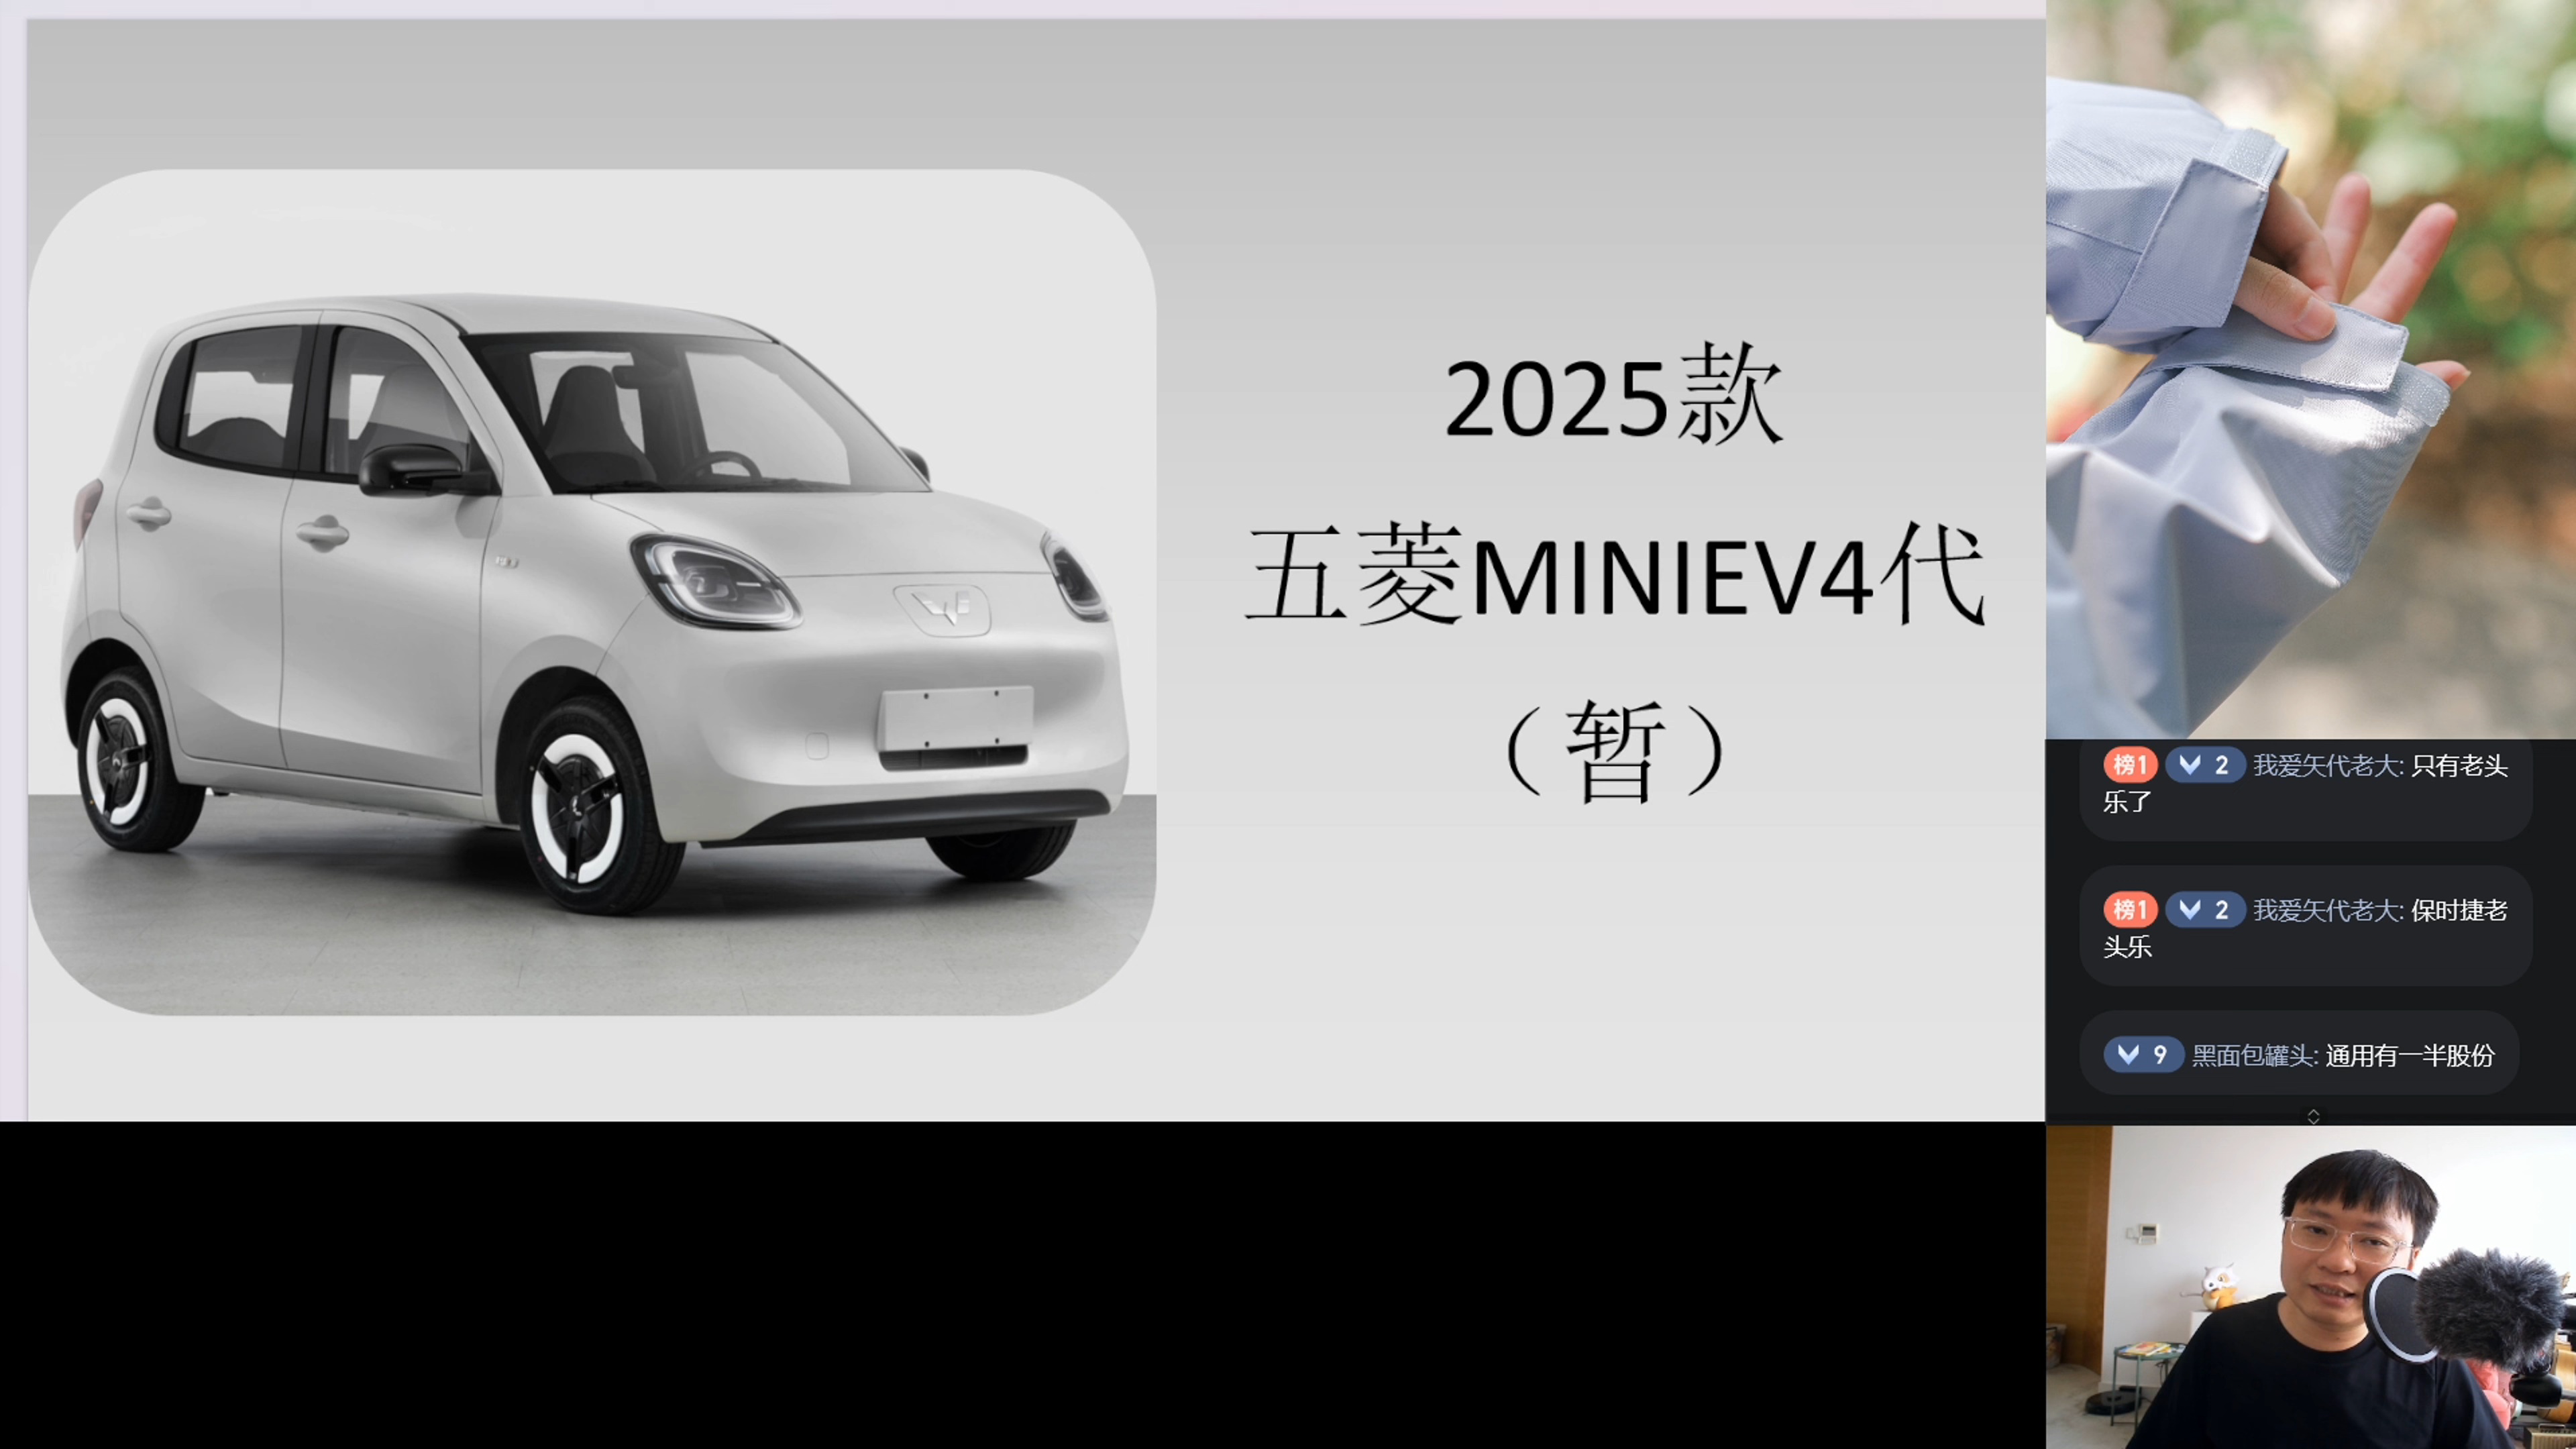 2025款
五菱MINIEV4代
（暂）
榜1 2 我爱矢代老大: 只有老头
乐了
榜1 2 我爱矢代老大: 保时捷老
头乐
9 黑面包罐头: 通用有一半股份